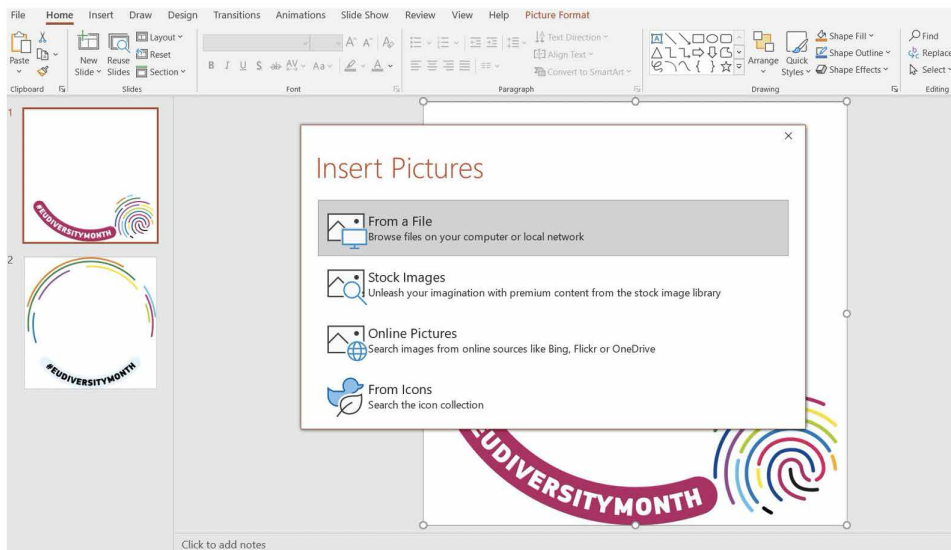 File Home Insert Draw Design Transitions Animations Slide Show Review View Help Picture Format
Paste
New Slide
Reuse Slides
Layout
Reset
Section
B I U S ab AV Aa A A A
Text Direction
Align Text
Convert to SmartArt
Arrange
Quick Styles
Shape Fill
Shape Outline
Shape Effects
Find
Replace
Select
Clipboard Slides Font Paragraph Drawing Editing
1
#EUDIVERSITYMONTH
2
#EUDIVERSITYMONTH
Insert Pictures
From a File
Browse files on your computer or local network
Stock Images
Unleash your imagination with premium content from the stock image library
Online Pictures
Search images from online sources like Bing, Flickr or OneDrive
From Icons
Search the icon collection
EUDIVERSITYMONTH
Click to add notes